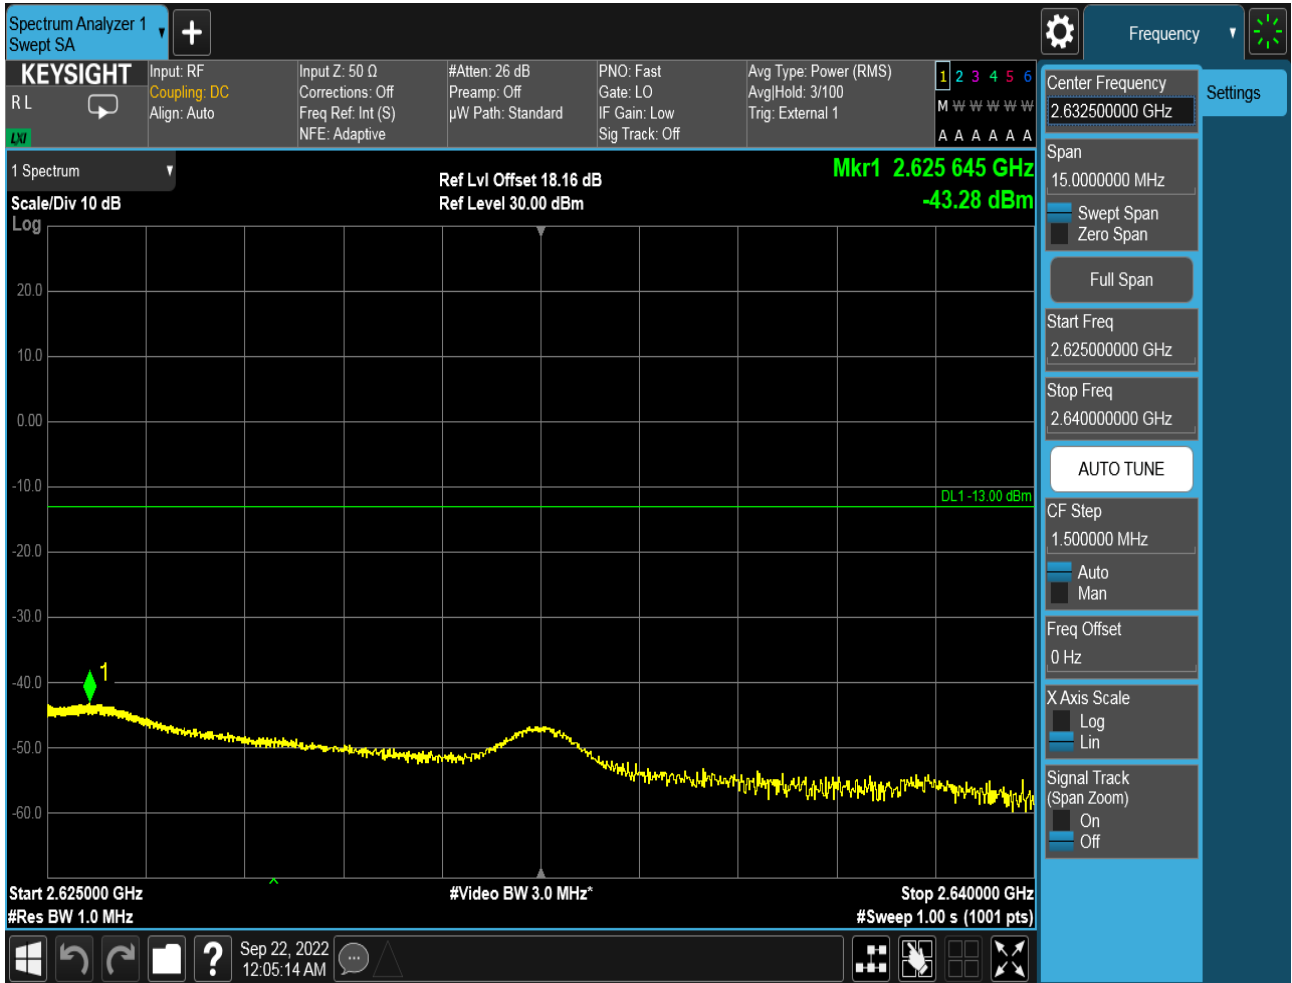 Spectrum Analyzer 1
Swept SA
Frequency
KEYSIGHT
R L
LXI
Input: RF
Coupling: DC
Align: Auto
Input Z: 50 Ω
Corrections: Off
Freq Ref: Int (S)
NFE: Adaptive
#Atten: 26 dB
Preamp: Off
µW Path: Standard
PNO: Fast
Gate: LO
IF Gain: Low
Sig Track: Off
Avg Type: Power (RMS)
Avg|Hold: 3/100
Trig: External 1
1 2 3 4 5 6
M W W W W W
A A A A A A
1 Spectrum
Scale/Div 10 dB
Log
Ref Lvl Offset 18.16 dB
Ref Level 30.00 dBm
Mkr1 2.625 645 GHz
-43.28 dBm
20.0
10.0
0.00
-10.0
DL1 -13.00 dBm
-20.0
-30.0
-40.0
1
-50.0
-60.0
Start 2.625000 GHz
#Video BW 3.0 MHz*
Stop 2.640000 GHz
#Res BW 1.0 MHz
#Sweep 1.00 s (1001 pts)
Center Frequency
2.632500000 GHz
Settings
Span
15.0000000 MHz
Swept Span
Zero Span
Full Span
Start Freq
2.625000000 GHz
Stop Freq
2.640000000 GHz
AUTO TUNE
CF Step
1.500000 MHz
Auto
Man
Freq Offset
0 Hz
X Axis Scale
Log
Lin
Signal Track
(Span Zoom)
On
Off
?
Sep 22, 2022
12:05:14 AM